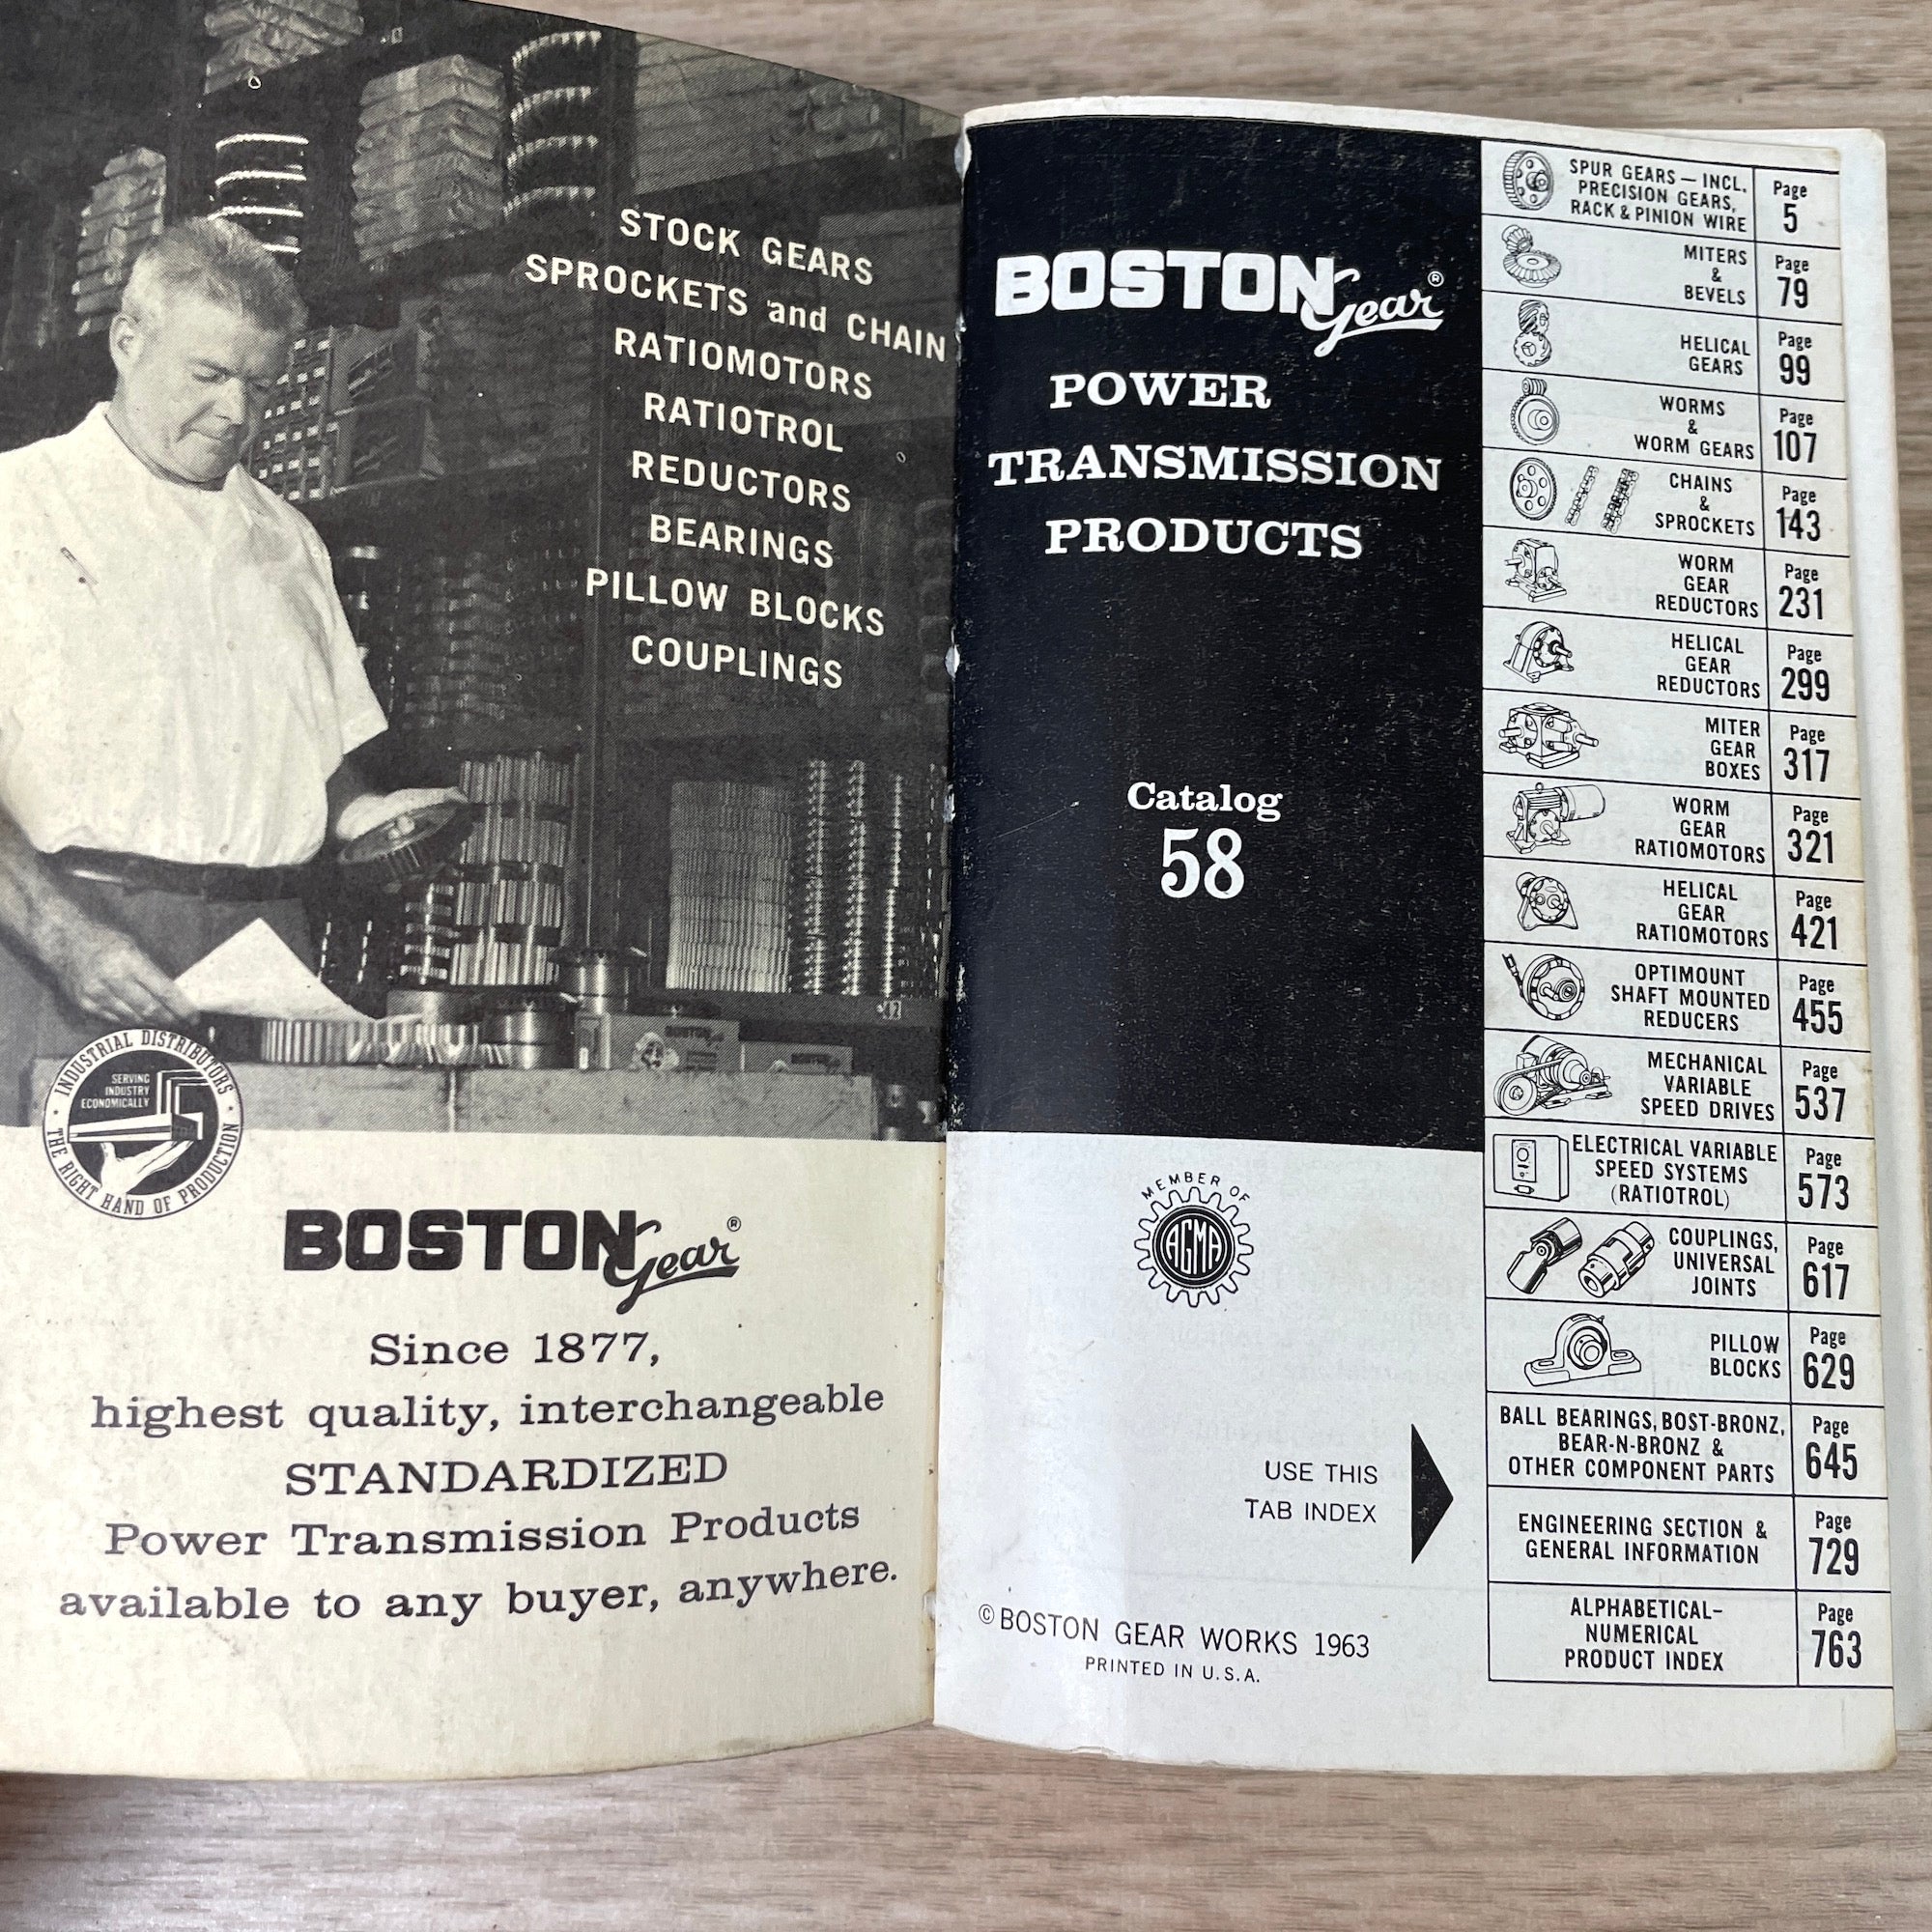 STOCK GEARS
SPROCKETS and CHAIN
RATIOMOTORS
RATIOTROL
REDUCTORS
BEARINGS
PILLOW BLOCKS
COUPLINGS
BOSTON
INDUSTRIAL DISTRIBUTORS
SERVING
INDUSTRY
ECONOMICALLY
THE RIGHT HAND OF PRODUCTION
BOSTON Gear®
Since 1877,
highest quality, interchangeable
STANDARDIZED
Power Transmission Products
available to any buyer, anywhere.
BOSTON Gear®
POWER
TRANSMISSION
PRODUCTS
Catalog
58
MEMBER OF
AGMA
USE THIS
TAB INDEX
© BOSTON GEAR WORKS 1963
PRINTED IN U.S.A.
SPUR GEARS — INCL.
PRECISION GEARS,
RACK & PINION WIRE
Page
5
MITERS
&
BEVELS
Page
79
HELICAL
GEARS
Page
99
WORMS
&
WORM GEARS
Page
107
CHAINS
&
SPROCKETS
Page
143
WORM
GEAR
REDUCTORS
Page
231
HELICAL
GEAR
REDUCTORS
Page
299
MITER
GEAR
BOXES
Page
317
WORM
GEAR
RATIOMOTORS
Page
321
HELICAL
GEAR
RATIOMOTORS
Page
421
OPTIMOUNT
SHAFT MOUNTED
REDUCERS
Page
455
MECHANICAL
VARIABLE
SPEED DRIVES
Page
537
ELECTRICAL VARIABLE
SPEED SYSTEMS
(RATIOTROL)
Page
573
COUPLINGS,
UNIVERSAL
JOINTS
Page
617
PILLOW
BLOCKS
Page
629
BALL BEARINGS, BOST-BRONZ,
BEAR-N-BRONZ &
OTHER COMPONENT PARTS
Page
645
ENGINEERING SECTION &
GENERAL INFORMATION
Page
729
ALPHABETICAL-
NUMERICAL
PRODUCT INDEX
Page
763